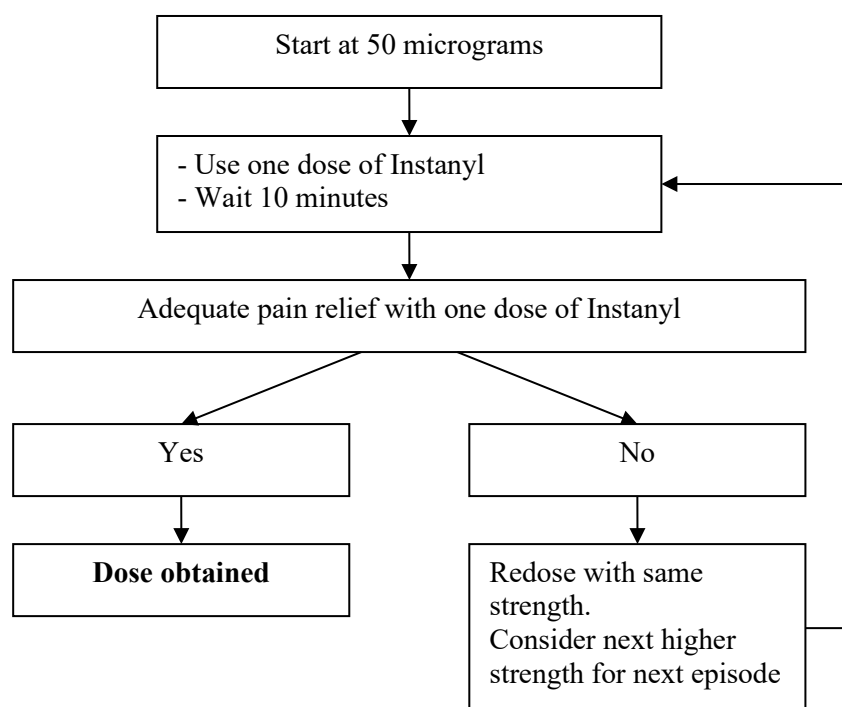 Start at 50 micrograms
- Use one dose of Instanyl
- Wait 10 minutes
Adequate pain relief with one dose of Instanyl
Yes
No
Dose obtained
Redose with same
strength.
Consider next higher
strength for next episode